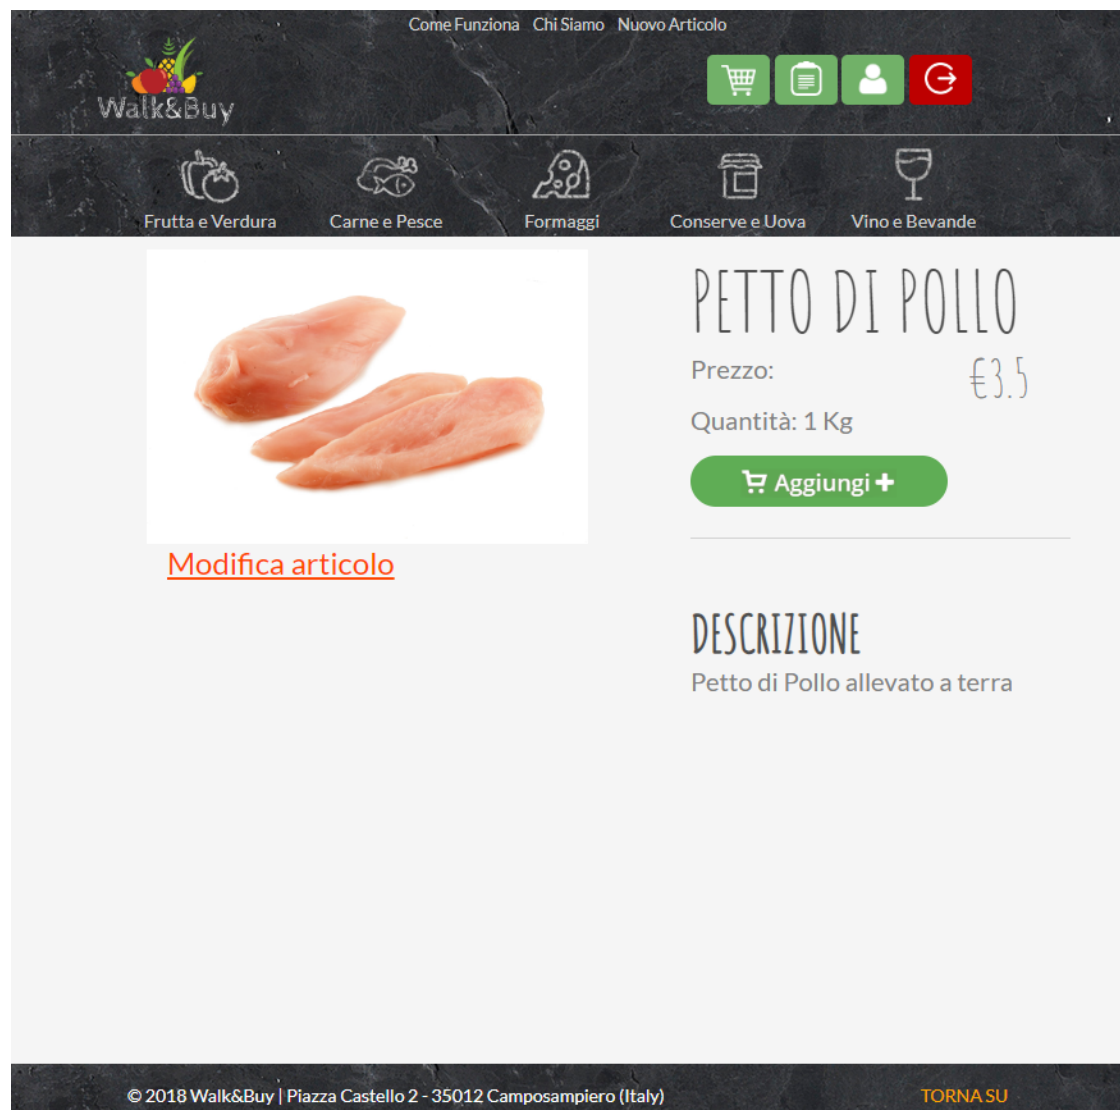 Come Funziona Chi Siamo Nuovo Articolo
Walk&Buy
Frutta e Verdura Carne e Pesce Formaggi Conserve e Uova Vino e Bevande
PETTO DI POLLO
Prezzo: €3.5
Quantità: 1 Kg
Aggiungi
Modifica articolo
DESCRIZIONE
Petto di Pollo allevato a terra
© 2018 Walk&Buy | Piazza Castello 2 - 35012 Camposampiero (Italy) TORNA SU